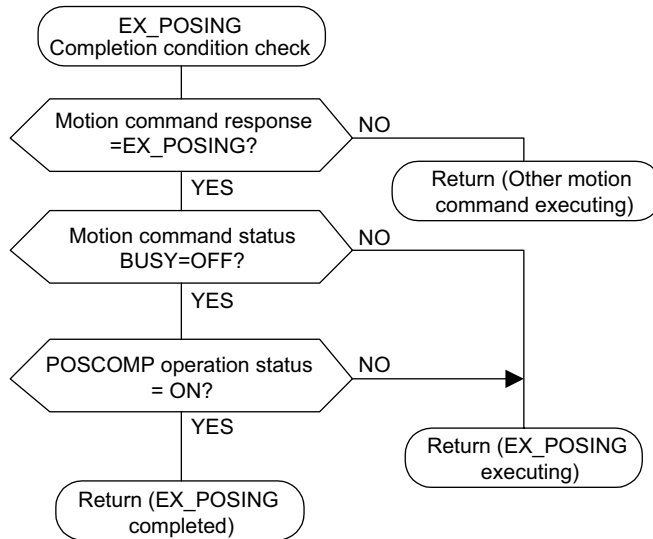 EX_POSING
Completion condition check
Motion command response
=EX_POSING?
NO
Return (Other motion
command executing)
YES
Motion command status
BUSY=OFF?
NO
YES
POSCOMP operation status
= ON?
NO
YES
Return (EX_POSING
executing)
Return (EX_POSING
completed)